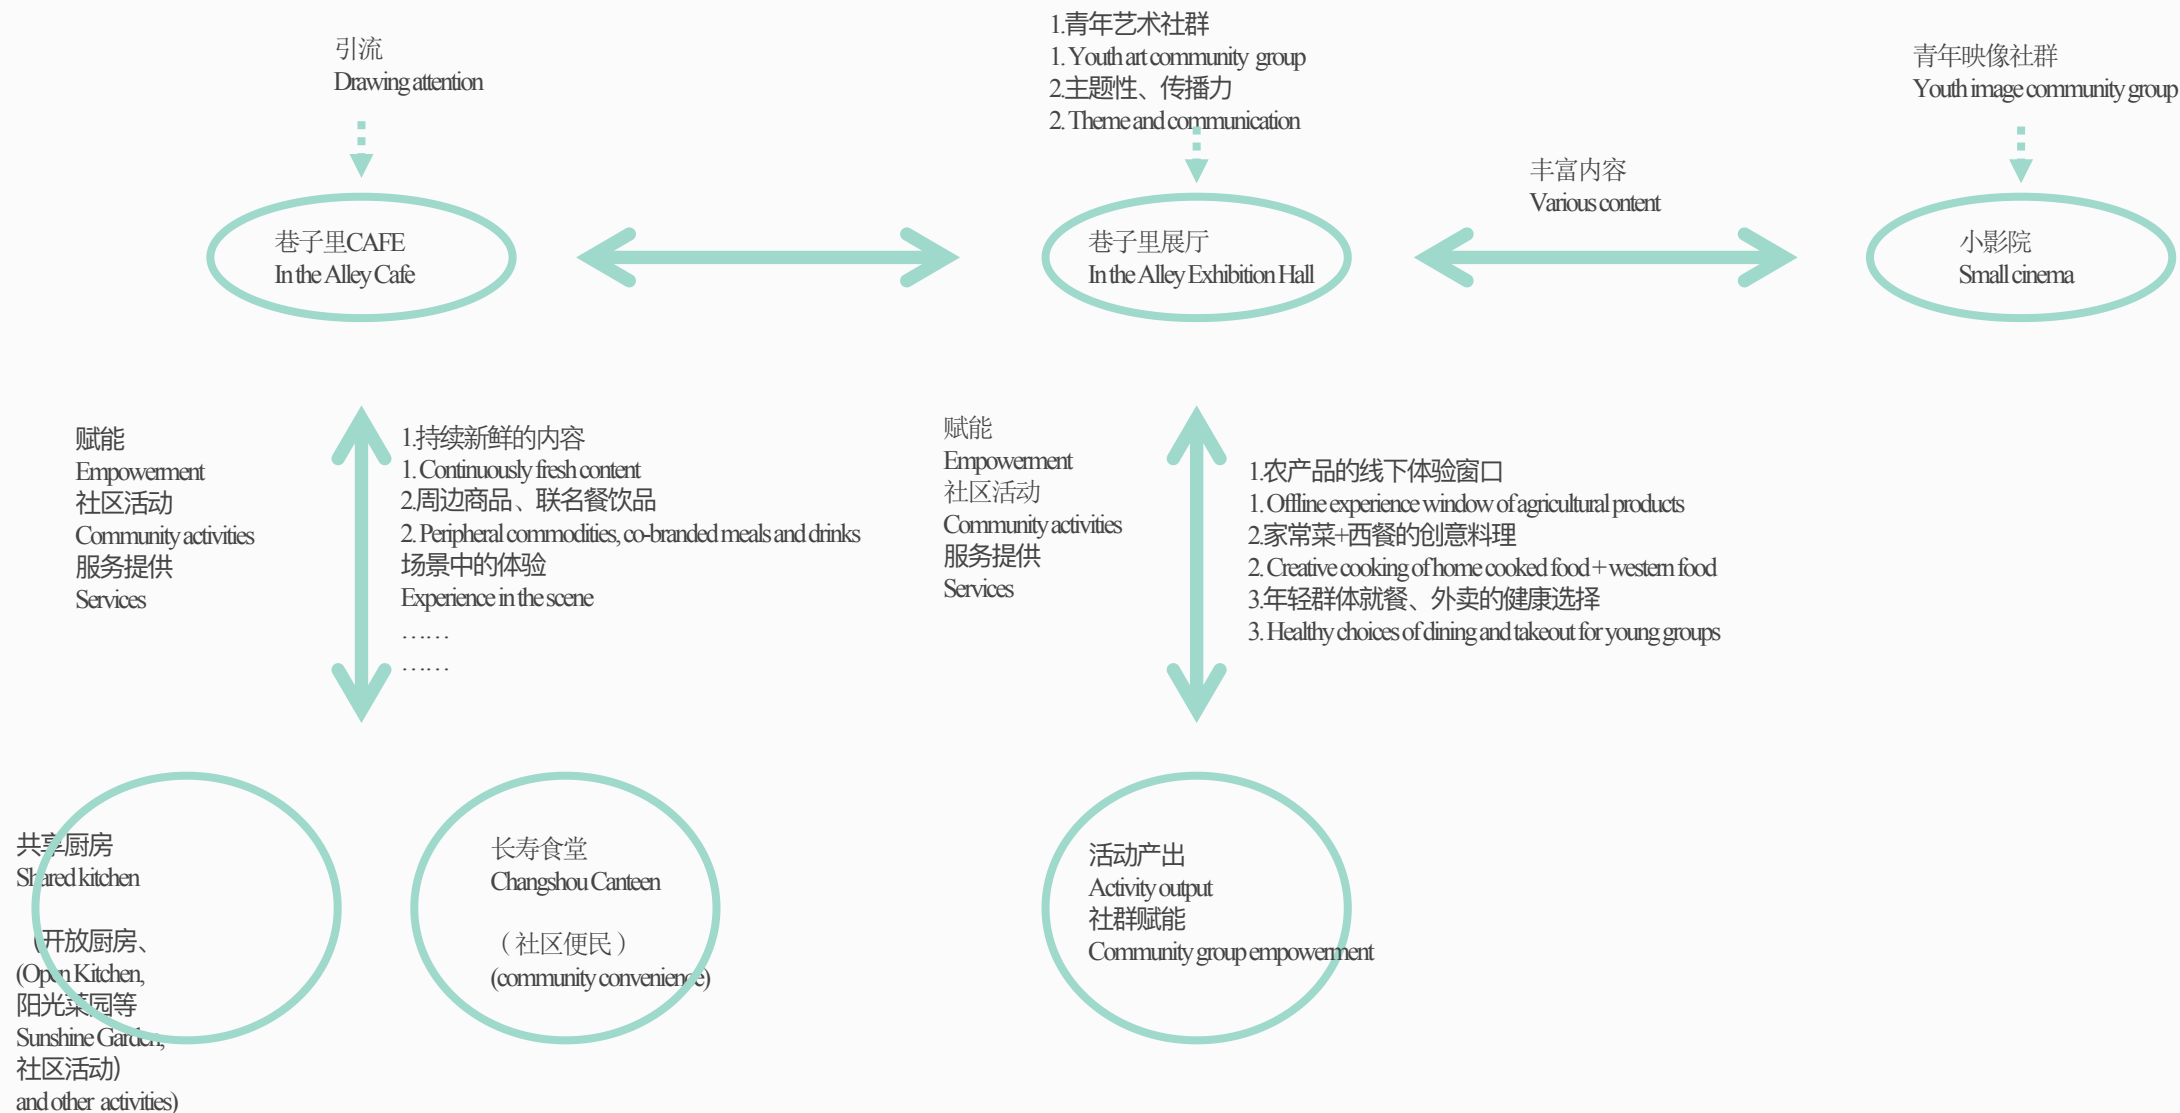 引流
Drawing attention
1.青年艺术社群
1. Youth art community group
2.主题性、传播力
2. Theme and communication
青年映像社群
Youth image community group
丰富内容
Various content
巷子里CAFE
In the Alley Cafe
巷子里展厅
In the Alley Exhibition Hall
小影院
Small cinema
赋能
Empowerment
社区活动
Community activities
服务提供
Services
1.持续新鲜的内容
1. Continuously fresh content
2.周边商品、联名餐饮品
2. Peripheral commodities, co-branded meals and drinks
场景中的体验
Experience in the scene
……
……
赋能
Empowerment
社区活动
Community activities
服务提供
Services
1.农产品的线下体验窗口
1. Offline experience window of agricultural products
2.家常菜+西餐的创意料理
2. Creative cooking of home cooked food + western food
3.年轻群体就餐、外卖的健康选择
3. Healthy choices of dining and takeout for young groups
共享厨房
Shared kitchen
（开放厨房、
(Open Kitchen,
阳光菜园等
Sunshine Garden,
社区活动)
and other activities)
长寿食堂
Changshou Canteen
（社区便民）
(community convenience)
活动产出
Activity output
社群赋能
Community group empowerment